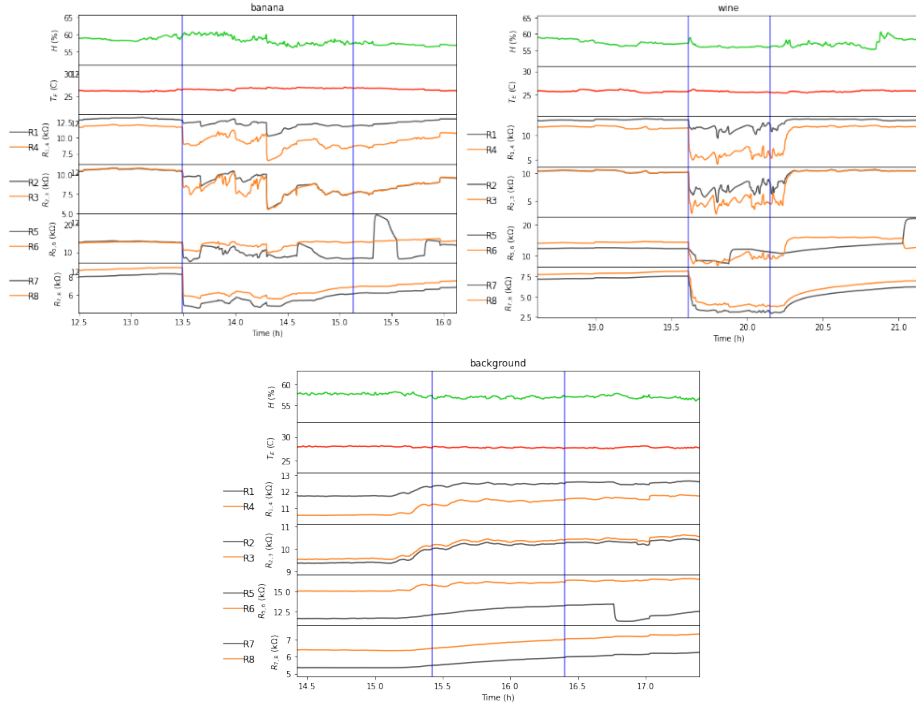 banana
H (%)
65
60
55
T_E (C)
30
25
R1
R4
R_1,4 (kΩ)
12.5
10.0
7.5
R2
R3
R_2,3 (kΩ)
10.0
7.5
5.0
R5
R6
R_5,6 (kΩ)
20
10
R7
R8
R_7,8 (kΩ)
8
6
12.5 13.0 13.5 14.0 14.5 15.0 15.5 16.0
Time (h)
wine
H (%)
65
60
55
T_E (C)
30
25
R1
R4
R_1,4 (kΩ)
10
5
R2
R3
R_2,3 (kΩ)
10
5
R5
R6
R_5,6 (kΩ)
20
10
R7
R8
R_7,8 (kΩ)
7.5
5.0
2.5
19.0 19.5 20.0 20.5 21.0
Time (h)
background
H (%)
60
55
T_E (C)
30
25
R1
R4
R_1,4 (kΩ)
13
12
11
R2
R3
R_2,3 (kΩ)
11
10
9
R5
R6
R_5,6 (kΩ)
15.0
12.5
R7
R8
R_7,8 (kΩ)
7
6
5
14.5 15.0 15.5 16.0 16.5 17.0
Time (h)